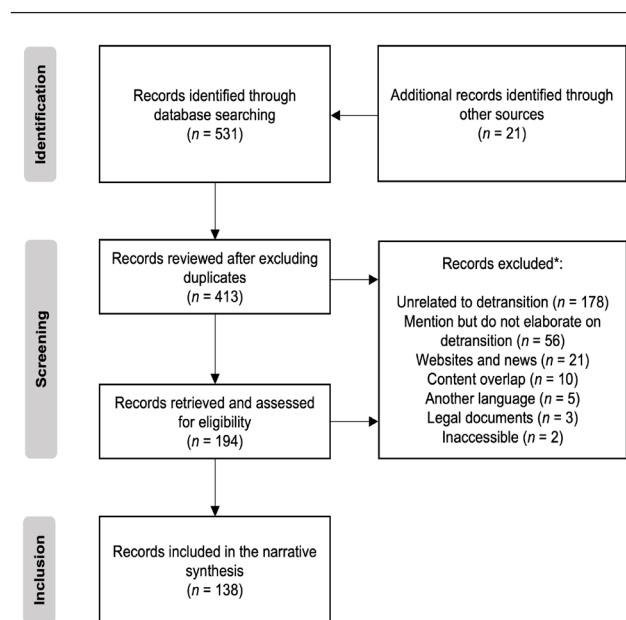 Identification
Records identified through
database searching
(n = 531)
Additional records identified through
other sources
(n = 21)
Screening
Records reviewed after excluding
duplicates
(n = 413)
Records excluded*:
Unrelated to detransition (n = 178)
Mention but do not elaborate on
detransition (n = 56)
Websites and news (n = 21)
Content overlap (n = 10)
Another language (n = 5)
Legal documents (n = 3)
Inaccessible (n = 2)
Records retrieved and assessed
for eligibility
(n = 194)
Inclusion
Records included in the narrative
synthesis
(n = 138)